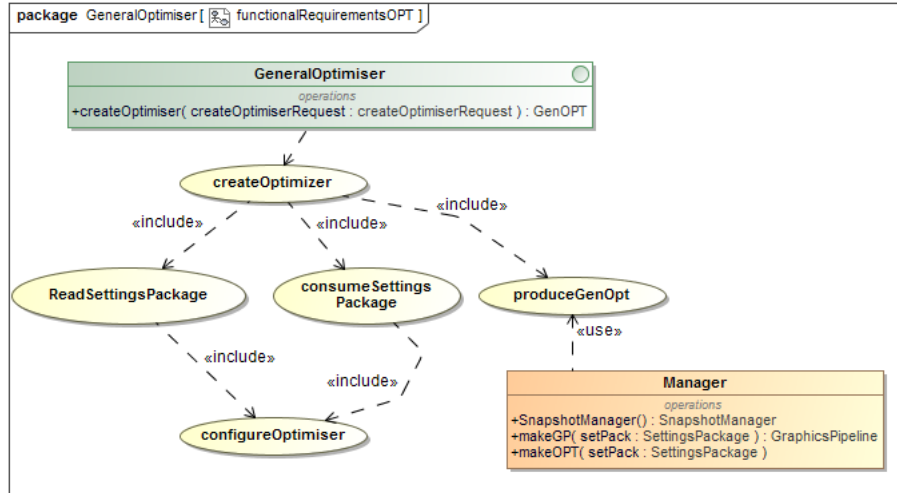 package GeneralOptimiser [ functionalRequirementsOPT ]
GeneralOptimiser
operations
+createOptimiser( createOptimiserRequest : createOptimiserRequest ) : GenOPT
createOptimizer
«include»
«include»
«include»
ReadSettingsPackage
consumeSettings
Package
produceGenOpt
«use»
«include»
«include»
configureOptimiser
Manager
operations
+SnapshotManager() : SnapshotManager
+makeGP( setPack : SettingsPackage ) : GraphicsPipeline
+makeOPT( setPack : SettingsPackage )